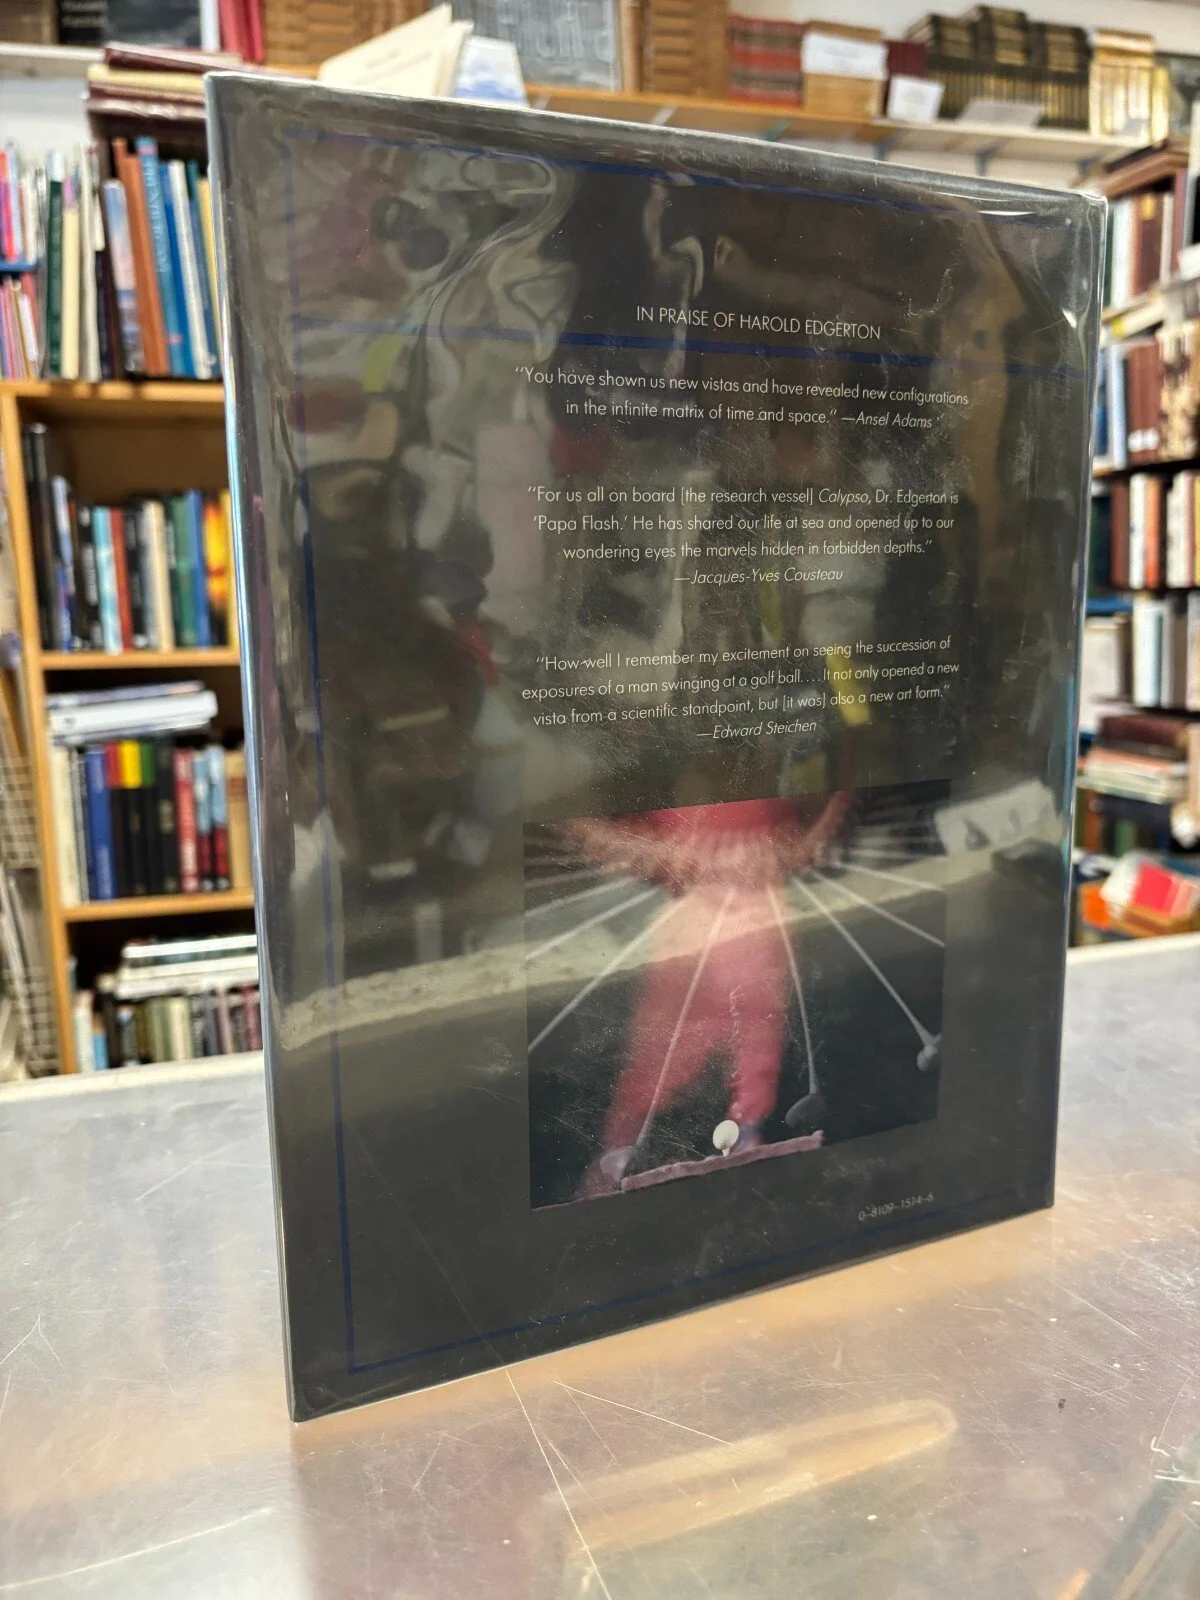 IN PRAISE OF HAROLD EDGERTON
“You have shown us new vistas and have revealed new configurations
in the infinite matrix of time and space.” —Ansel Adams
“For us all on board [the research vessel] Calypso, Dr. Edgerton is
‘Papa Flash.’ He has shared our life at sea and opened up to our
wondering eyes the marvels hidden in forbidden depths.”
—Jacques-Yves Cousteau
“How well I remember my excitement on seeing the succession of
exposures of a man swinging at a golf ball. . . . It not only opened a new
vista from a scientific standpoint, but [it was] also a new art form.”
—Edward Steichen
0-8109-1514-6